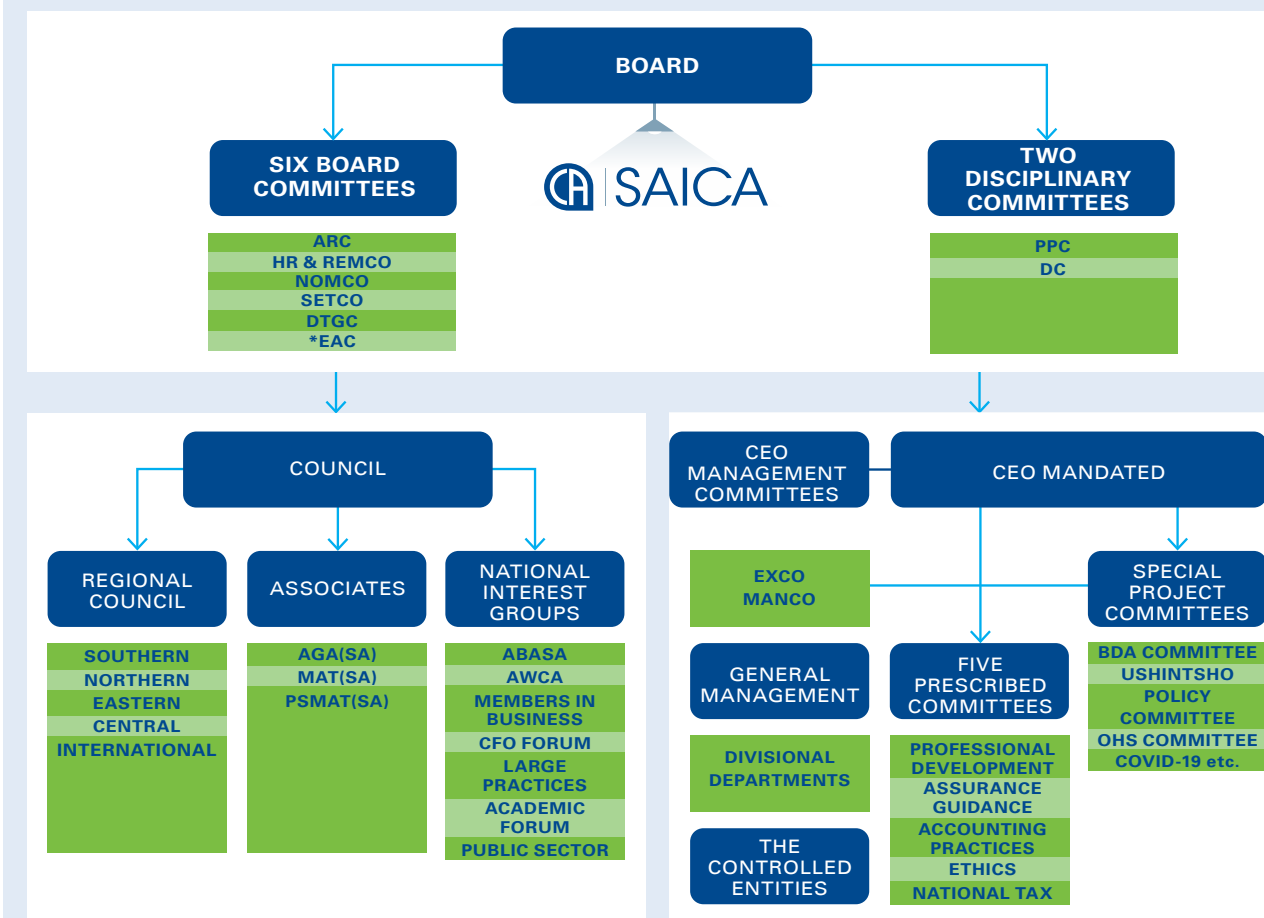 BOARD
SIX BOARD
COMMITTEES
ARC
HR & REMCO
NOMCO
SETCO
DTGC
*EAC
CA SAICA
TWO
DISCIPLINARY
COMMITTEES
PPC
DC
COUNCIL
REGIONAL
COUNCIL
SOUTHERN
NORTHERN
EASTERN
CENTRAL
INTERNATIONAL
ASSOCIATES
AGA(SA)
MAT(SA)
PSMAT(SA)
NATIONAL
INTEREST
GROUPS
ABASA
AWCA
MEMBERS IN
BUSINESS
CFO FORUM
LARGE
PRACTICES
ACADEMIC
FORUM
PUBLIC SECTOR
CEO
MANAGEMENT
COMMITTEES
CEO MANDATED
EXCO
MANCO
GENERAL
MANAGEMENT
DIVISIONAL
DEPARTMENTS
THE
CONTROLLED
ENTITIES
FIVE
PRESCRIBED
COMMITTEES
PROFESSIONAL
DEVELOPMENT
ASSURANCE
GUIDANCE
ACCOUNTING
PRACTICES
ETHICS
NATIONAL TAX
SPECIAL
PROJECT
COMMITTEES
BDA COMMITTEE
USHINTSHO
POLICY
COMMITTEE
OHS COMMITTEE
COVID-19 etc.